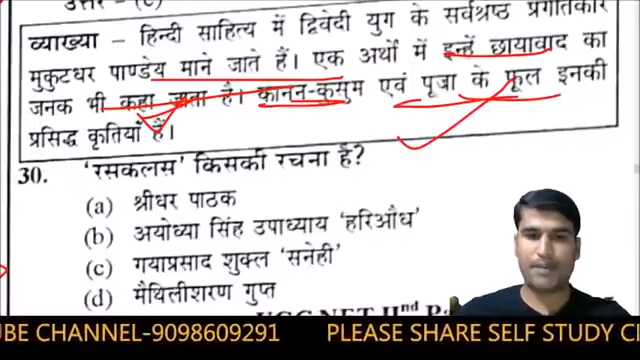 उत्तर– (c)
व्याख्या – हिन्दी साहित्य में द्विवेदी युग के सर्वश्रेष्ठ प्रगीतकार
मुकुटधर पाण्डेय माने जाते हैं। एक अर्थो में इन्हें छायावाद का
जनक भी कहा जाता है। कानन-कुसुम एवं पूजा के फूल इनकी
प्रसिद्ध कृतियाँ हैं।
30. 'रसकलस' किसकी रचना है?
(a) श्रीधर पाठक
(b) अयोध्या सिंह उपाध्याय 'हरिऔध'
(c) गयाप्रसाद शुक्ल 'सनेही'
(d) मैथिलीशरण गुप्त
UGC NET IInd
UBE CHANNEL-9098609291 PLEASE SHARE SELF STUDY C